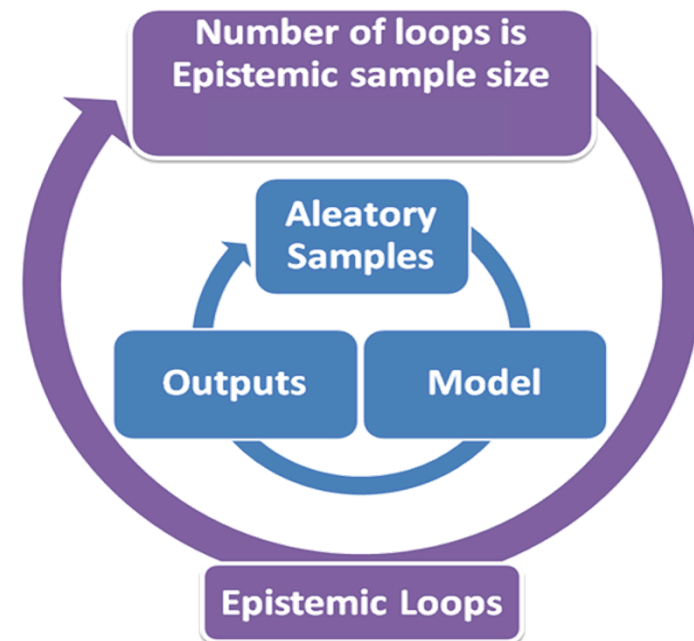 Number of loops is
Epistemic sample size
Aleatory
Samples
Outputs
Model
Epistemic Loops